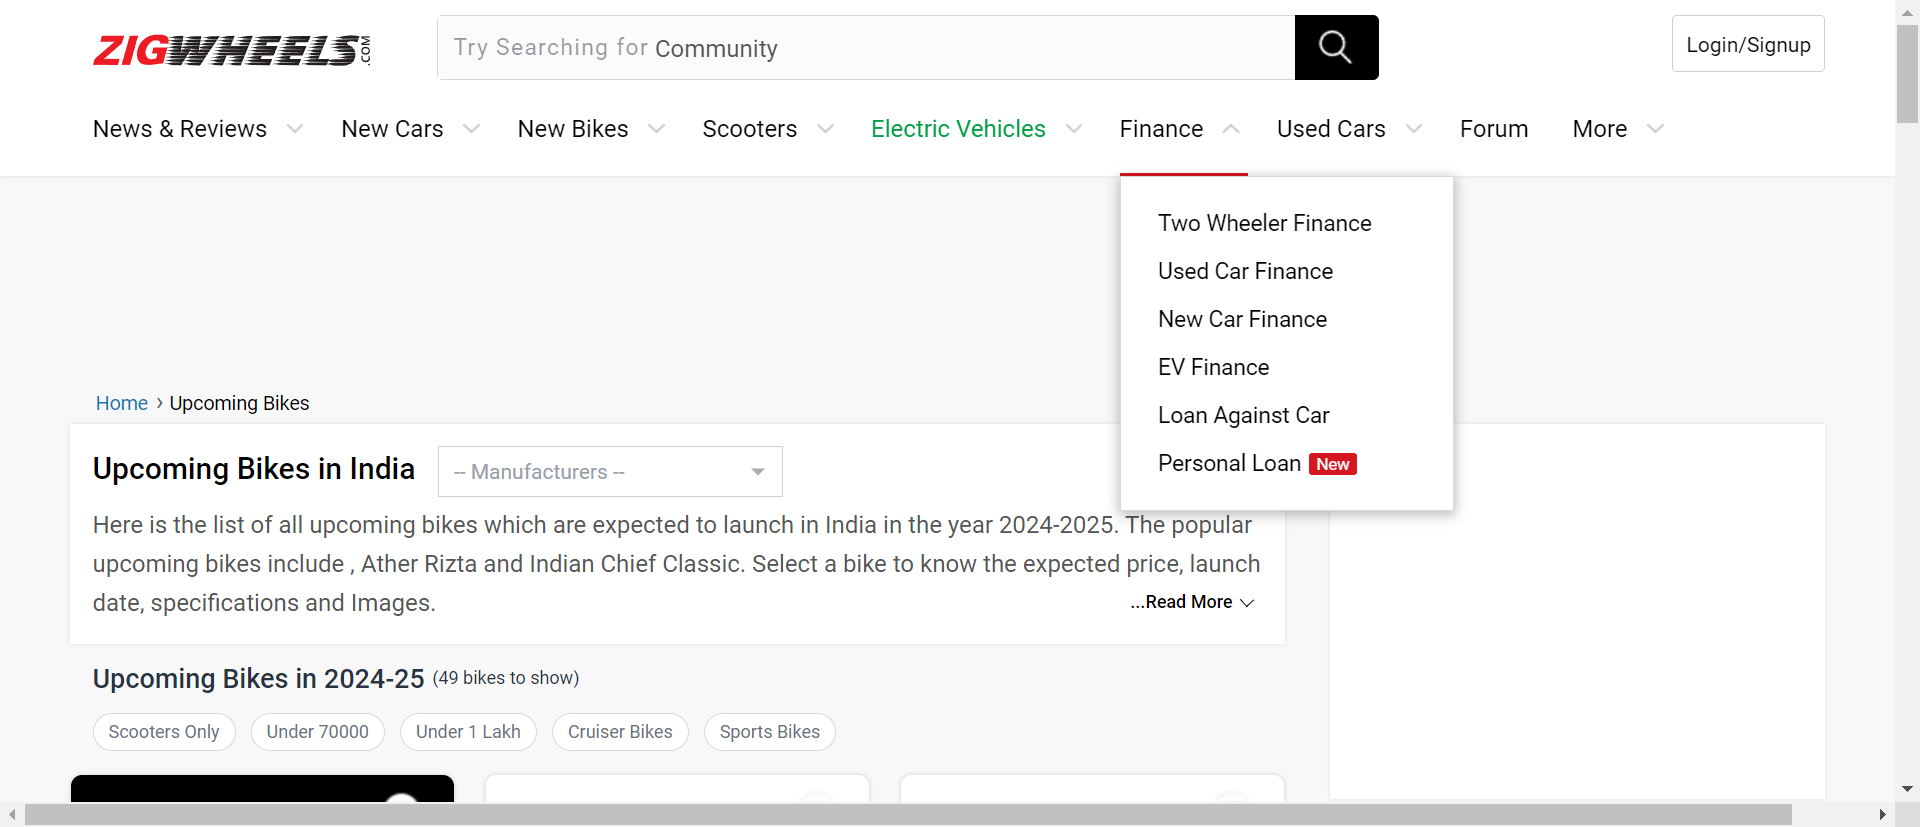 ZIGWHEELS.COM
Try Searching for Community
Login/Signup
News & Reviews New Cars New Bikes Scooters Electric Vehicles Finance Used Cars Forum More
Two Wheeler Finance
Used Car Finance
New Car Finance
EV Finance
Loan Against Car
Personal Loan New
Home › Upcoming Bikes
Upcoming Bikes in India
-- Manufacturers --
Here is the list of all upcoming bikes which are expected to launch in India in the year 2024-2025. The popular
upcoming bikes include , Ather Rizta and Indian Chief Classic. Select a bike to know the expected price, launch
date, specifications and Images.
...Read More
Upcoming Bikes in 2024-25 (49 bikes to show)
Scooters Only Under 70000 Under 1 Lakh Cruiser Bikes Sports Bikes